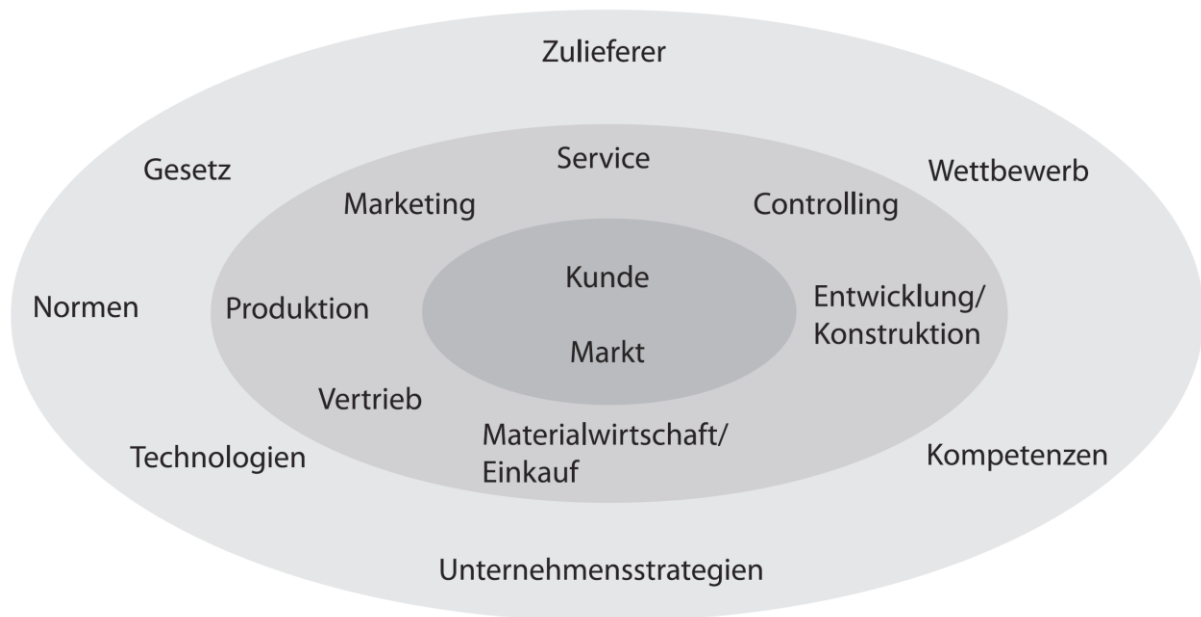 Zulieferer
Gesetz
Service
Wettbewerb
Marketing
Controlling
Kunde
Normen
Produktion
Entwicklung/
Konstruktion
Markt
Vertrieb
Materialwirtschaft/
Einkauf
Technologien
Kompetenzen
Unternehmensstrategien